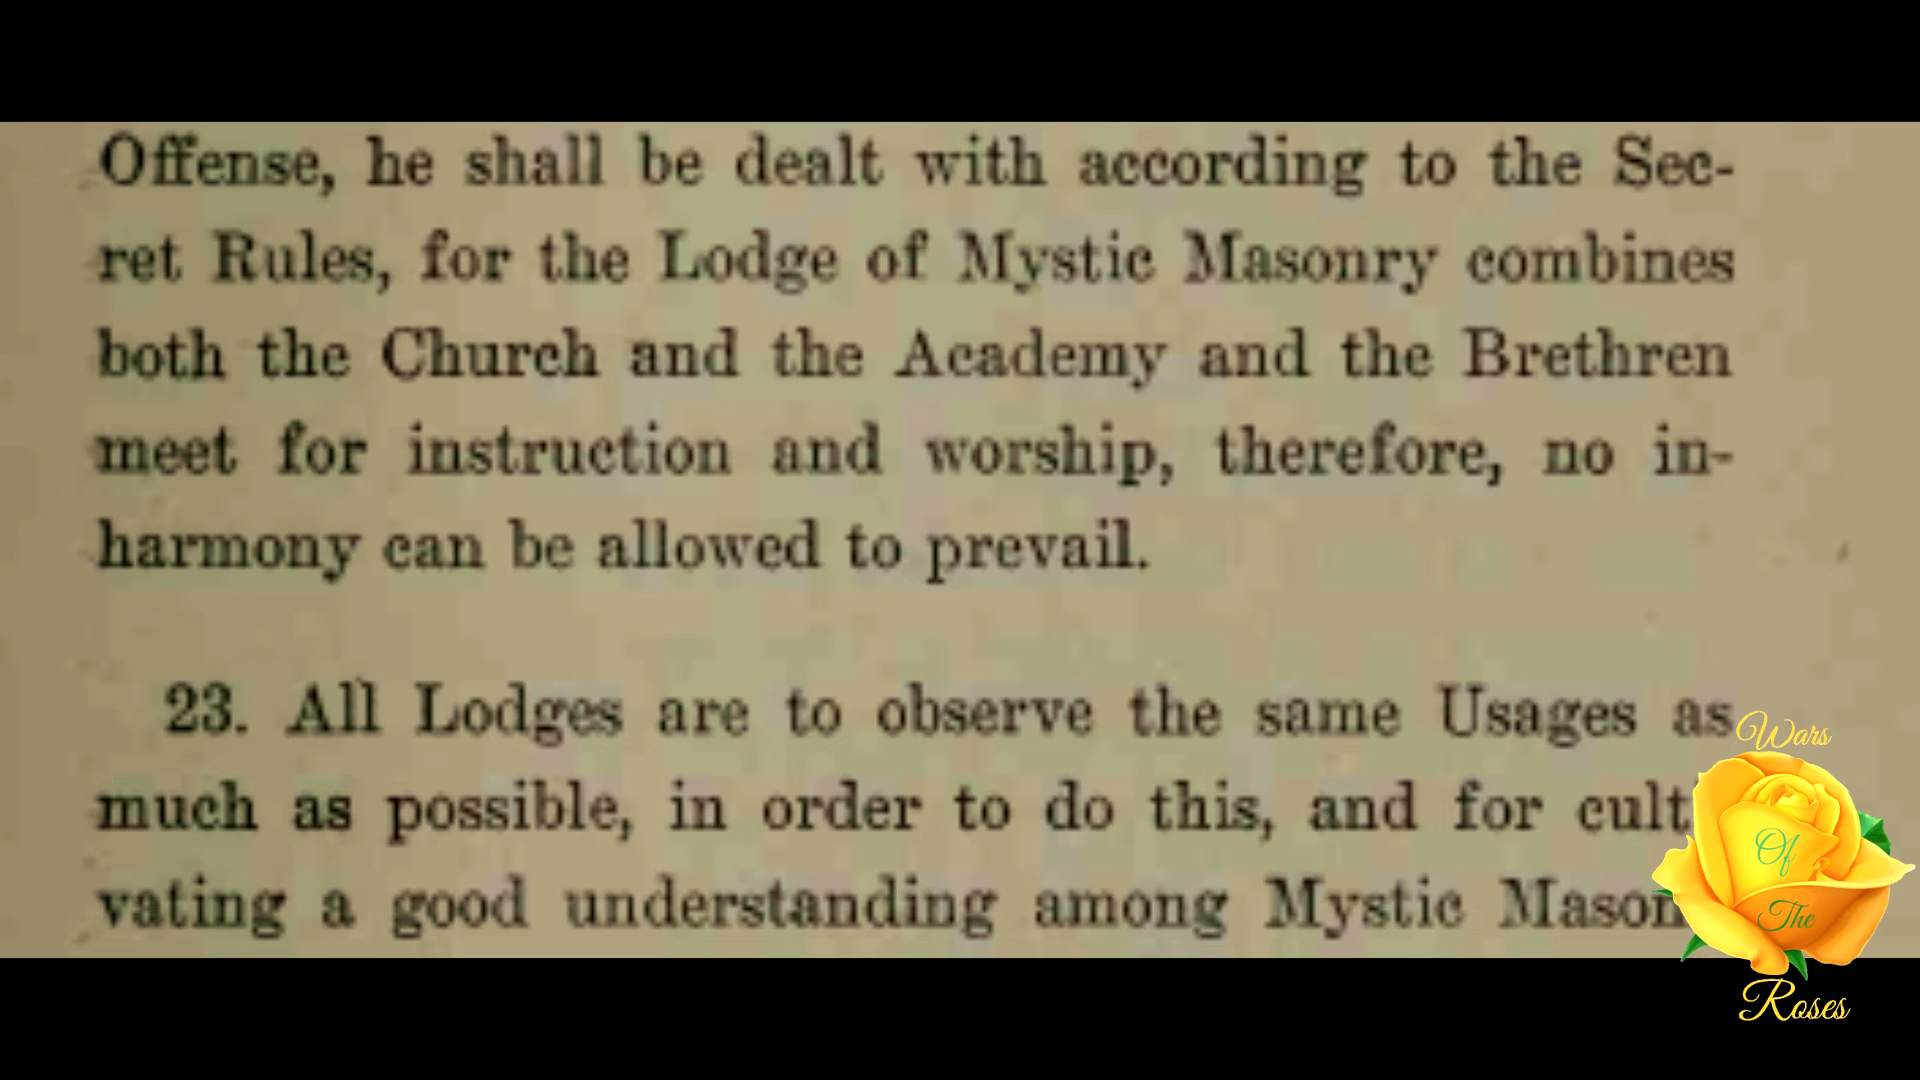 Offense, he shall be dealt with according to the Sec-
ret Rules, for the Lodge of Mystic Masonry combines
both the Church and the Academy and the Brethren
meet for instruction and worship, therefore, no in-
harmony can be allowed to prevail.
23. All Lodges are to observe the same Usages as
much as possible, in order to do this, and for cult
vating a good understanding among Mystic Mason
Wars
Of
The
Roses